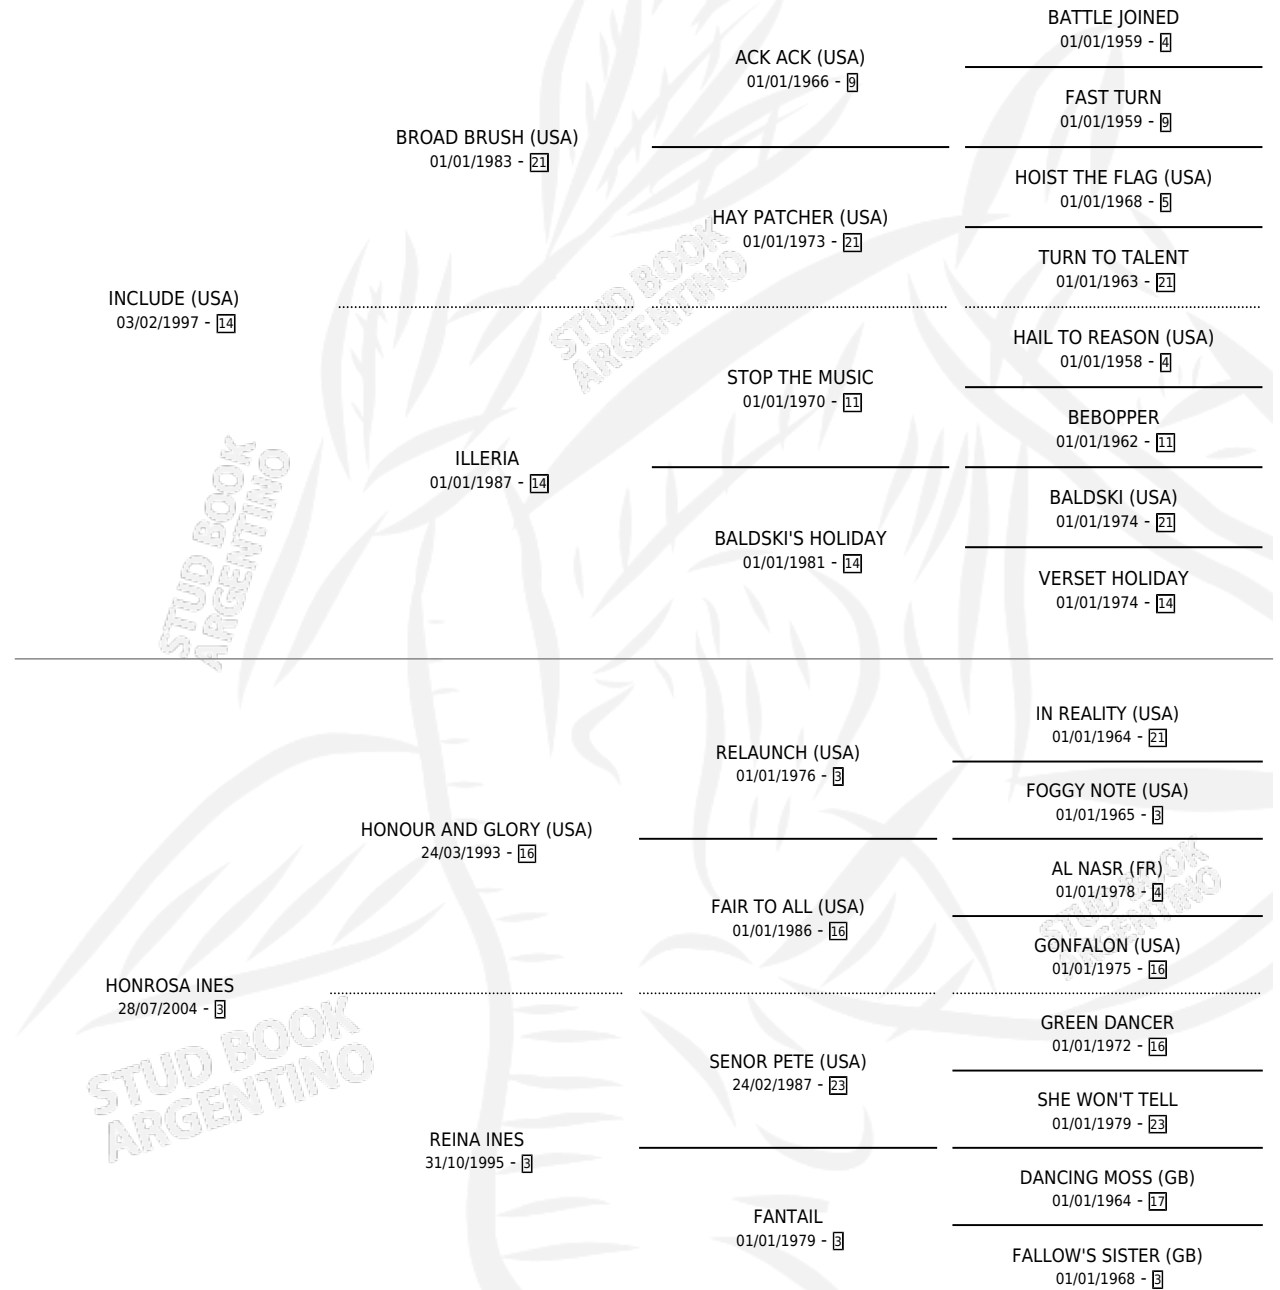 BATTLE JOINED
01/01/1959 - 4
ACK ACK (USA)
01/01/1966 - 9
FAST TURN
01/01/1959 - 9
BROAD BRUSH (USA)
01/01/1983 - 21
HOIST THE FLAG (USA)
01/01/1968 - 5
HAY PATCHER (USA)
01/01/1973 - 21
TURN TO TALENT
01/01/1963 - 21
INCLUDE (USA)
03/02/1997 - 14
HAIL TO REASON (USA)
01/01/1958 - 4
STOP THE MUSIC
01/01/1970 - 11
BEBOPPER
01/01/1962 - 11
ILLERIA
01/01/1987 - 14
BALDSKI (USA)
01/01/1974 - 21
BALDSKI'S HOLIDAY
01/01/1981 - 14
VERSET HOLIDAY
01/01/1974 - 14
STUD BOOK
ARGENTINO
STUD BOOK
ARGENTINO
IN REALITY (USA)
01/01/1964 - 21
RELAUNCH (USA)
01/01/1976 - 3
FOGGY NOTE (USA)
01/01/1965 - 3
HONOUR AND GLORY (USA)
24/03/1993 - 16
AL NASR (FR)
01/01/1978 - 4
FAIR TO ALL (USA)
01/01/1986 - 16
GONFALON (USA)
01/01/1975 - 16
HONROSA INES
28/07/2004 - 3
GREEN DANCER
01/01/1972 - 16
SENOR PETE (USA)
24/02/1987 - 23
SHE WON'T TELL
01/01/1979 - 23
REINA INES
31/10/1995 - 3
DANCING MOSS (GB)
01/01/1964 - 17
FANTAIL
01/01/1979 - 3
FALLOW'S SISTER (GB)
01/01/1968 - 3
STUD BOOK
ARGENTINO
STUD BOOK
ARGENTINO